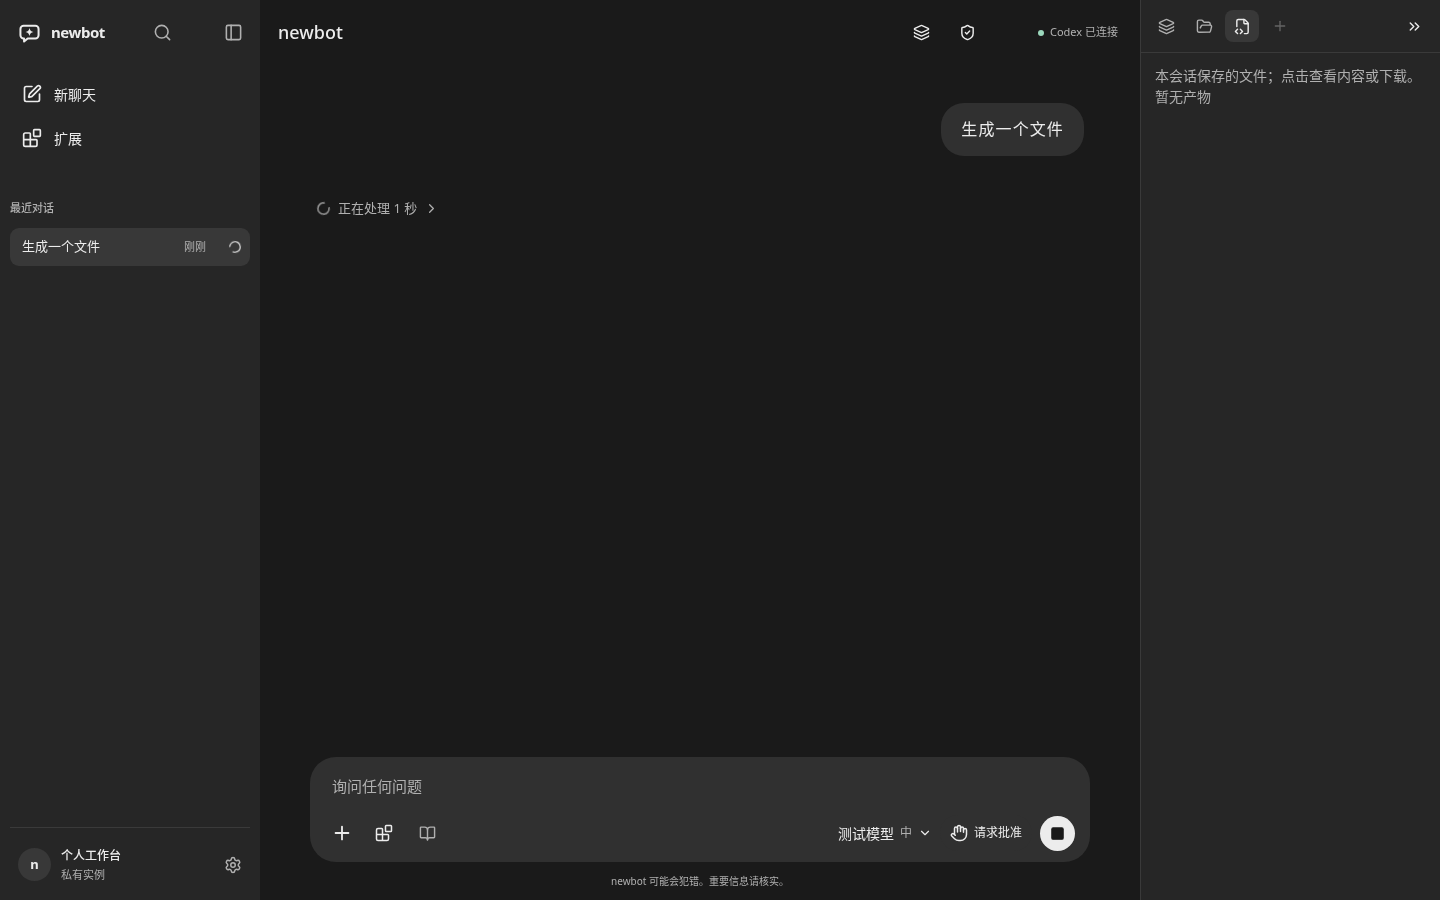 newbot
新聊天
扩展
最近对话
生成一个文件 刚刚
n
个人工作台
私有实例
newbot
Codex 已连接
生成一个文件
正在处理 1 秒
询问任何问题
测试模型 中
请求批准
newbot 可能会犯错。重要信息请核实。
本会话保存的文件；点击查看内容或下载。
暂无产物